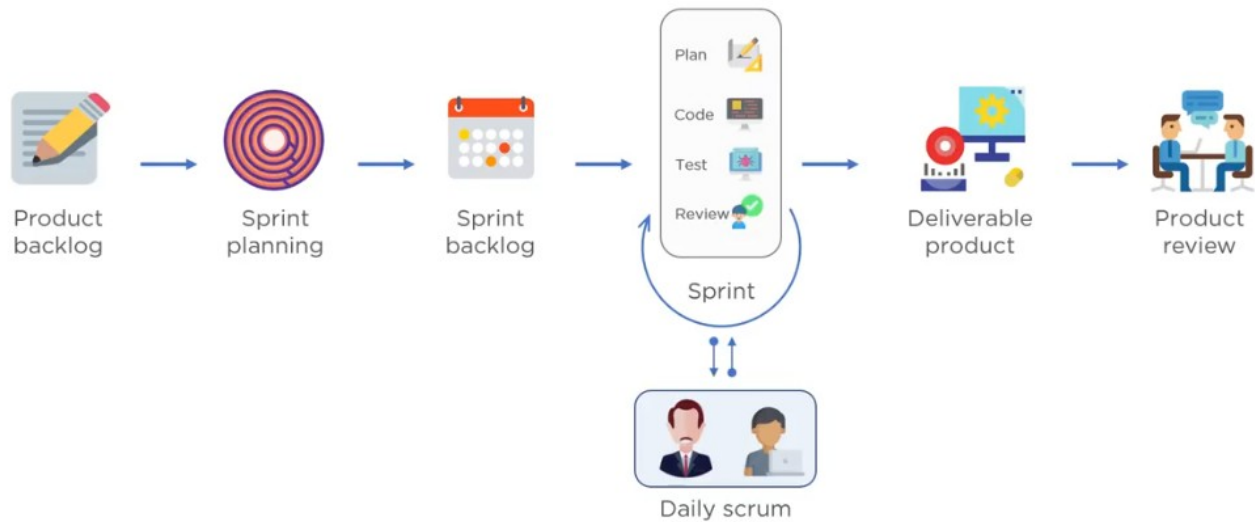 Plan
Code
Test
Review
Product
backlog
Sprint
planning
Sprint
backlog
Sprint
Deliverable
product
Product
review
Daily scrum